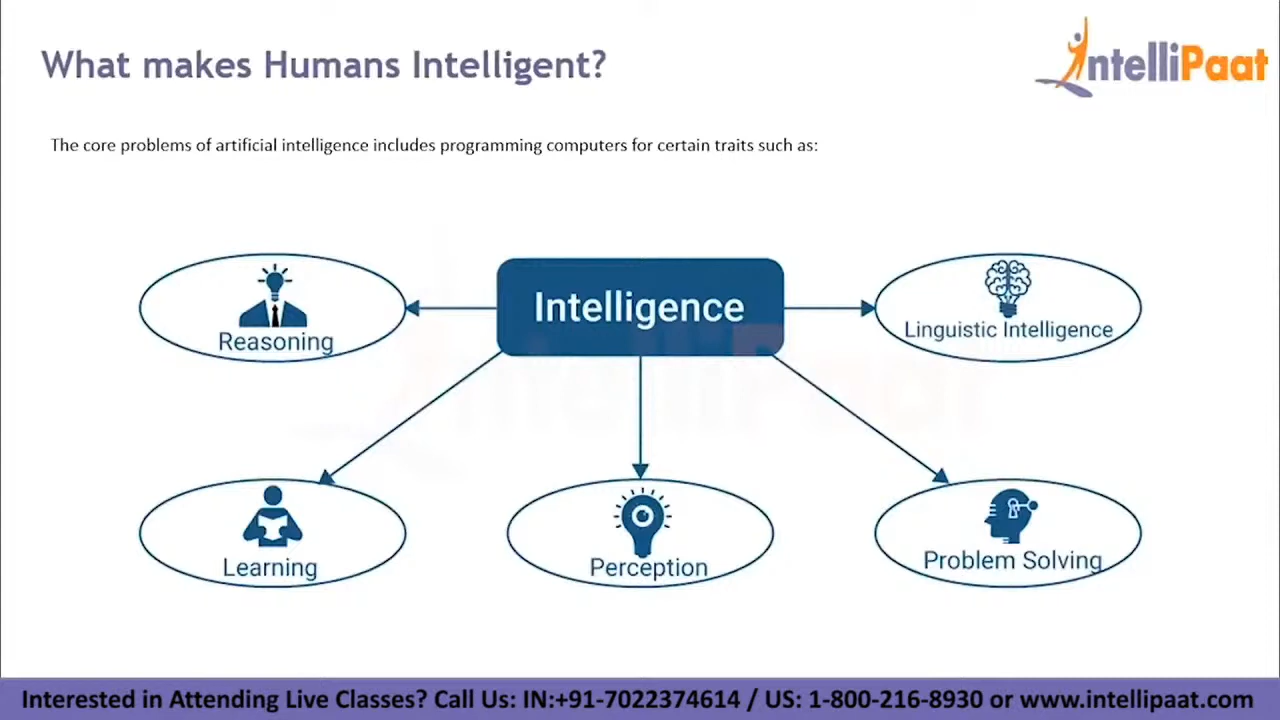 What makes Humans Intelligent?
IntelliPaat
The core problems of artificial intelligence includes programming computers for certain traits such as:
Reasoning
Intelligence
Linguistic Intelligence
Learning
Perception
Problem Solving
Interested in Attending Live Classes? Call Us: IN:+91-7022374614 / US: 1-800-216-8930 or www.intellipaat.com